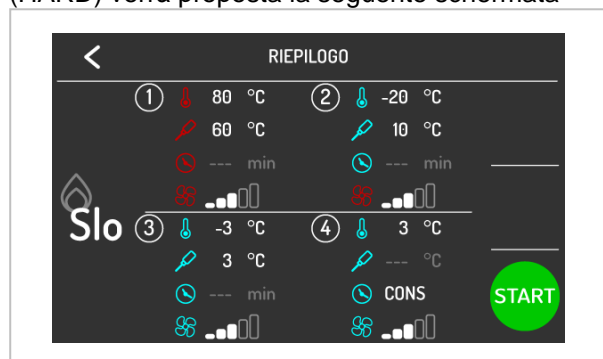 (HARD) verrà proposta la seguente schermata
RIEPILOGO
1 80 °C 2 -20 °C
60 °C 10 °C
--- min --- min
Slo
3 -3 °C 4 3 °C
3 °C --- °C
--- min CONS
START